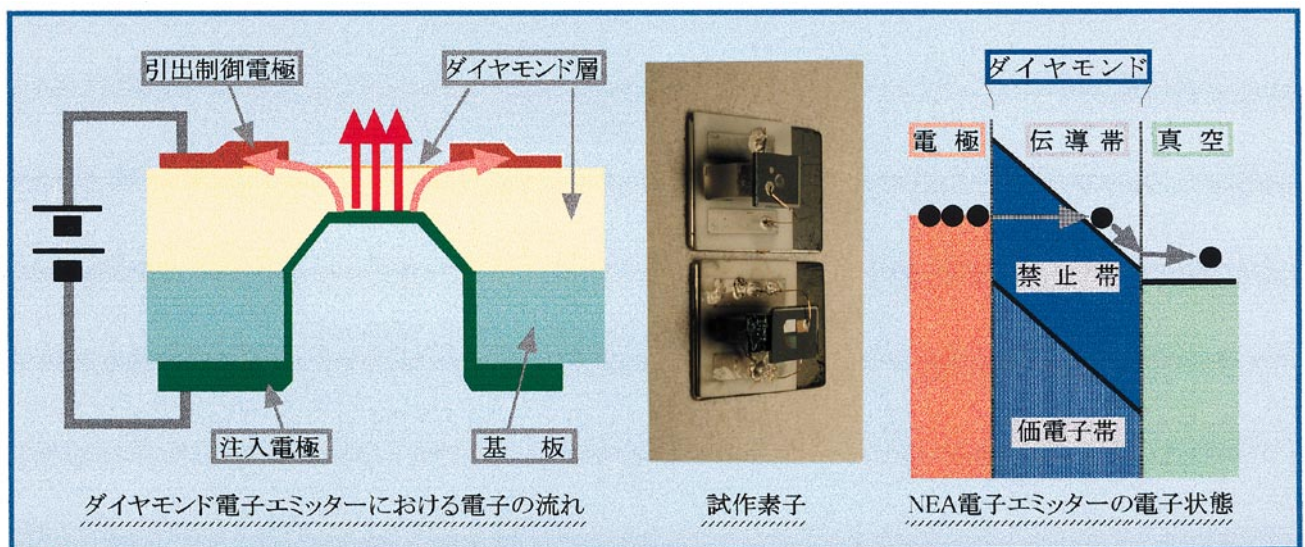 引出制御電極
ダイヤモンド層
注入電極
基板
ダイヤモンド電子エミッターにおける電子の流れ
試作素子
ダイヤモンド
電極
伝導帯
真空
禁止帯
価電子帯
NEA電子エミッターの電子状態